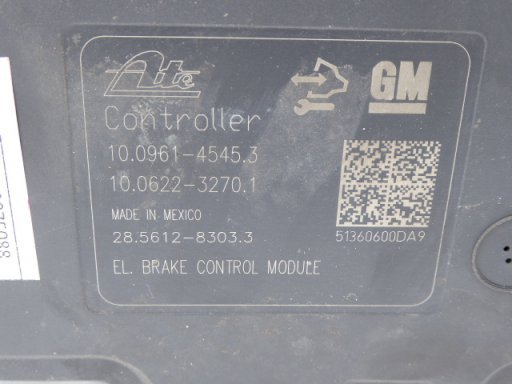 Ate
GM
Controller
10.0961-4545.3
10.0622-3270.1
MADE IN MEXICO
28.5612-8303.3
51360600DA9
EL. BRAKE CONTROL MODULE